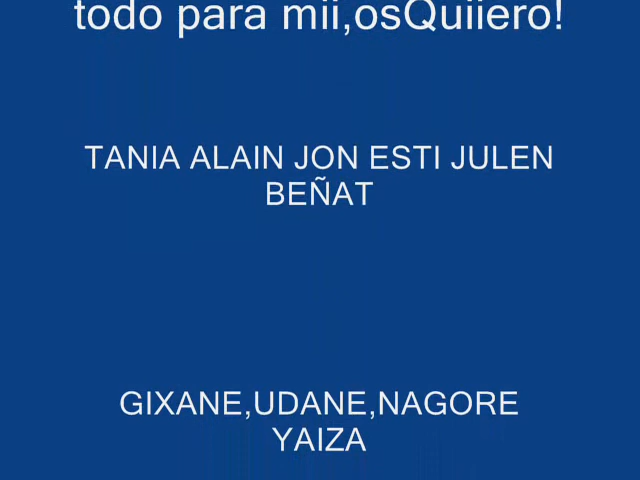 todo para mii,osQuiiero!
TANIA ALAIN JON ESTI JULEN
BEÑAT
GIXANE,UDANE,NAGORE
YAIZA